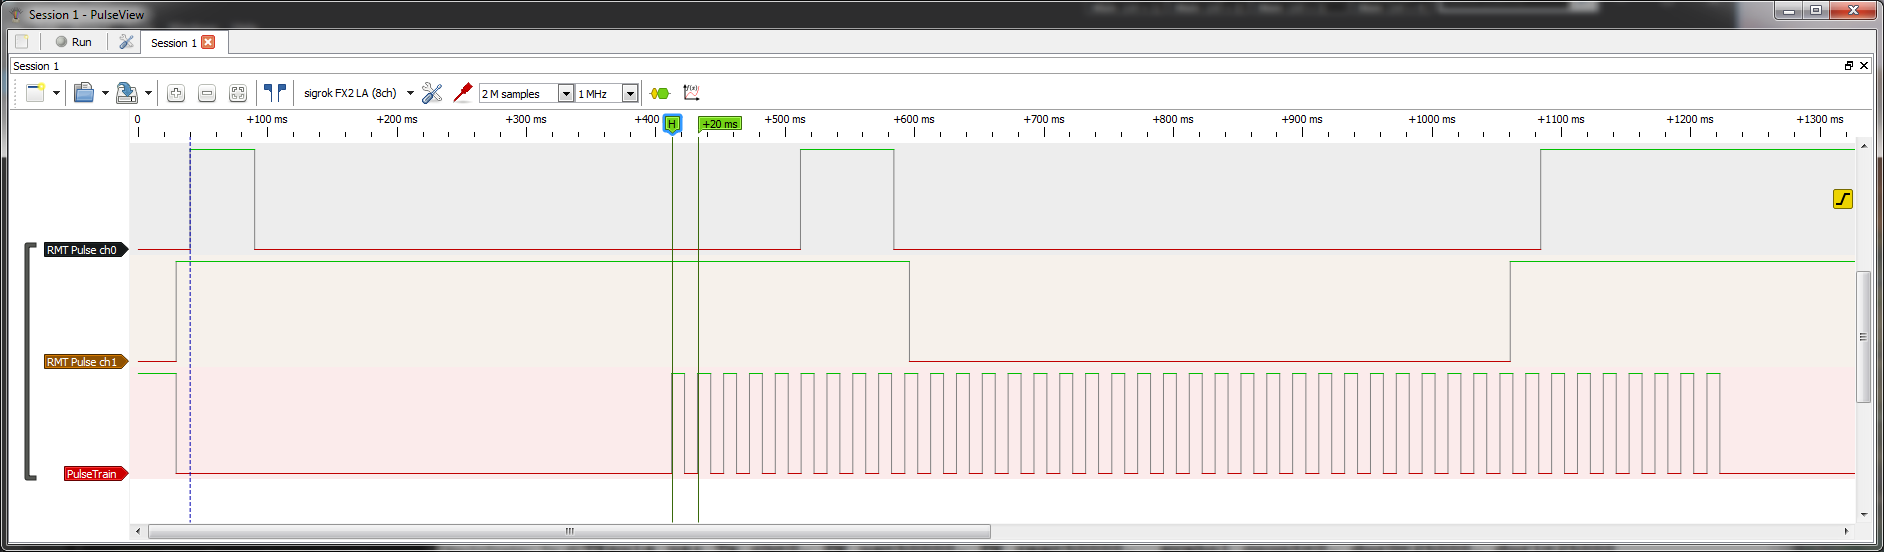 Session 1 - PulseView
Run
Session 1
Session 1
sigrok FX2 LA (8ch)
2 M samples
1 MHz
0 +100 ms +200 ms +300 ms +400 H +20 ms +500 ms +600 ms +700 ms +800 ms +900 ms +1000 ms +1100 ms +1200 ms +1300 ms
RMT Pulse ch0
RMT Pulse ch1
PulseTrain